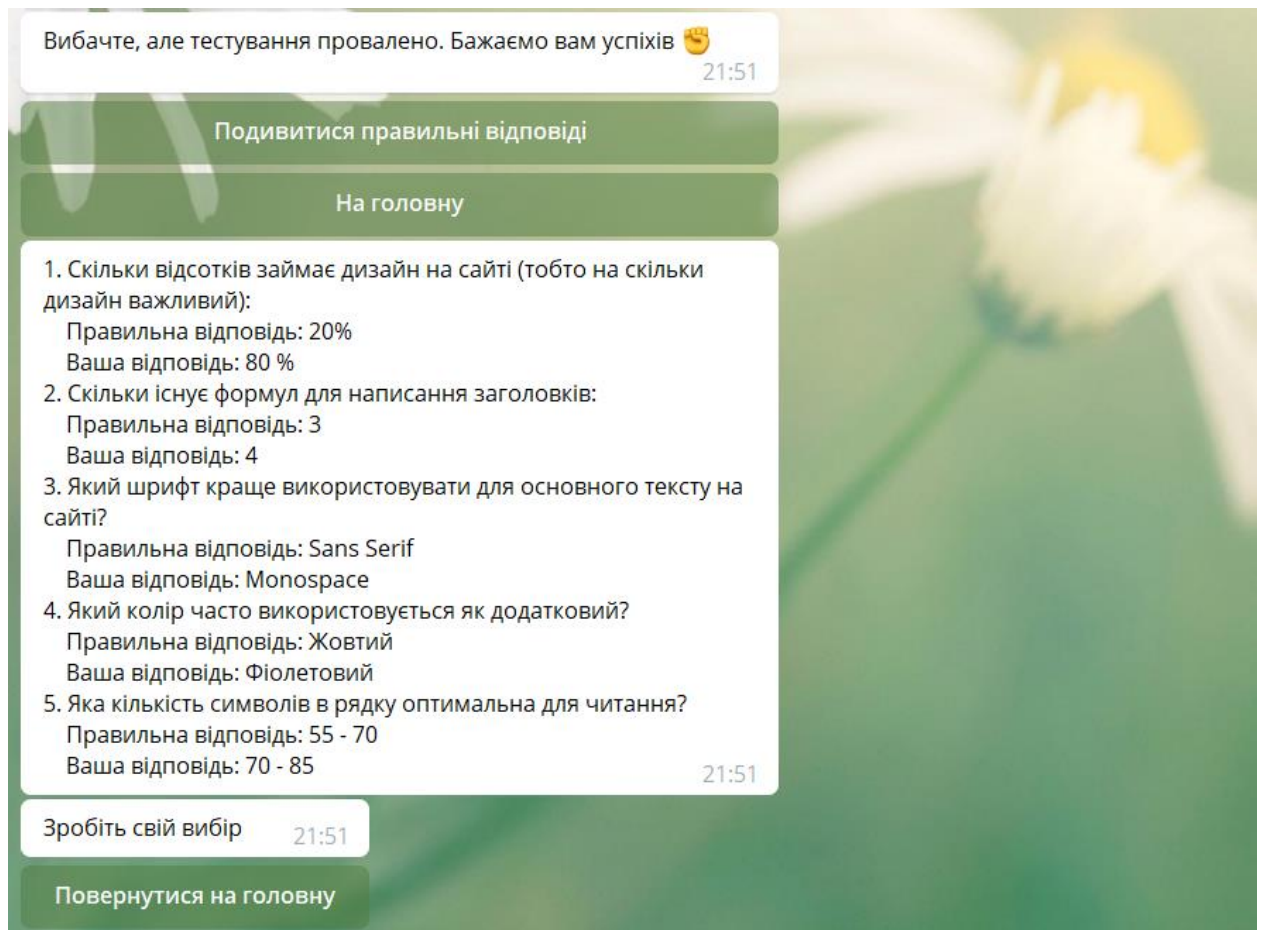 Вибачте, але тестування провалено. Бажаємо вам успіхів ✊
21:51
Подивитися правильні відповіді
На головну
1. Скільки відсотків займає дизайн на сайті (тобто на скільки
дизайн важливий):
Правильна відповідь: 20%
Ваша відповідь: 80 %
2. Скільки існує формул для написання заголовків:
Правильна відповідь: 3
Ваша відповідь: 4
3. Який шрифт краще використовувати для основного тексту на
сайті?
Правильна відповідь: Sans Serif
Ваша відповідь: Monospace
4. Який колір часто використовується як додатковий?
Правильна відповідь: Жовтий
Ваша відповідь: Фіолетовий
5. Яка кількість символів в рядку оптимальна для читання?
Правильна відповідь: 55 - 70
Ваша відповідь: 70 - 85
21:51
Зробіть свій вибір
21:51
Повернутися на головну